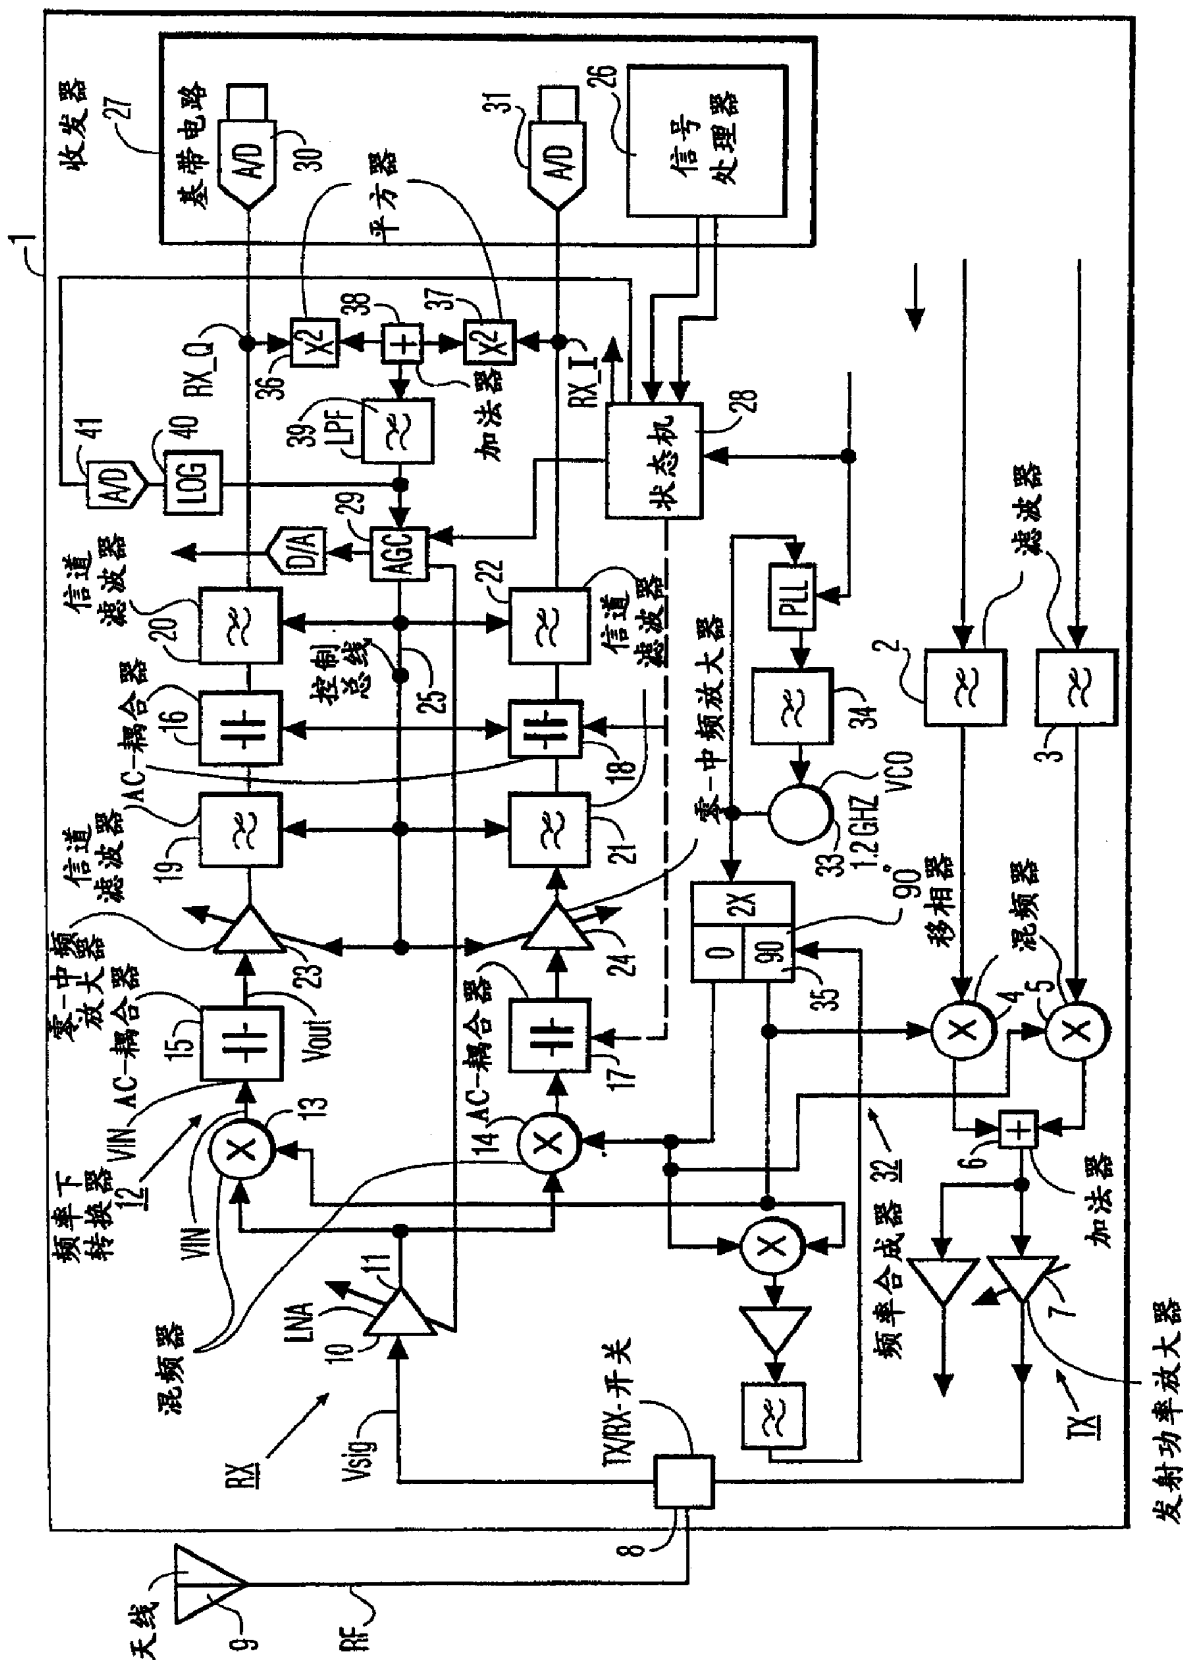 1
收发器
27
基带电路
A/D
30
31
A/D
26
信号
处理器
平方器
RX_Q
36
X²
38
+
37
X²
加法器
RX_I
39
LPF
41
A/D
40
LOG
29
AGC
D/A
状态机
28
信道
滤波器
20
22
信道
滤波器
AC-耦合器
16
18
控制
总线
25
信道
滤波器
19
21
零-中频
放大器
23
24
零-中频放大器
AC-耦合器
15
Vout
AC-耦合器
17
VIN
VIN
频率下
转换器
12
X
13
X
14
混频器
LNA
10
11
RX
Vsig
TX/RX-开关
8
天线
9
RF
PLL
34
VCO
33
1.2 GHZ
2X
0
90
35
90°
移相器
频率合成器
32
X
滤波器
2
3
混频器
X
4
X
5
+
6
加法器
7
TX
发射功率放大器